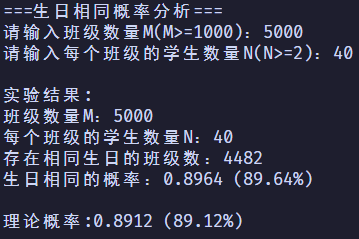 ===生日相同概率分析===
请输入班级数量M(M>=1000)：5000
请输入每个班级的学生数量N(N>=2)：40
实验结果:
班级数量M：5000
每个班级的学生数量N：40
存在相同生日的班级数：4482
生日相同的概率：0.8964 (89.64%)
理论概率:0.8912 (89.12%)